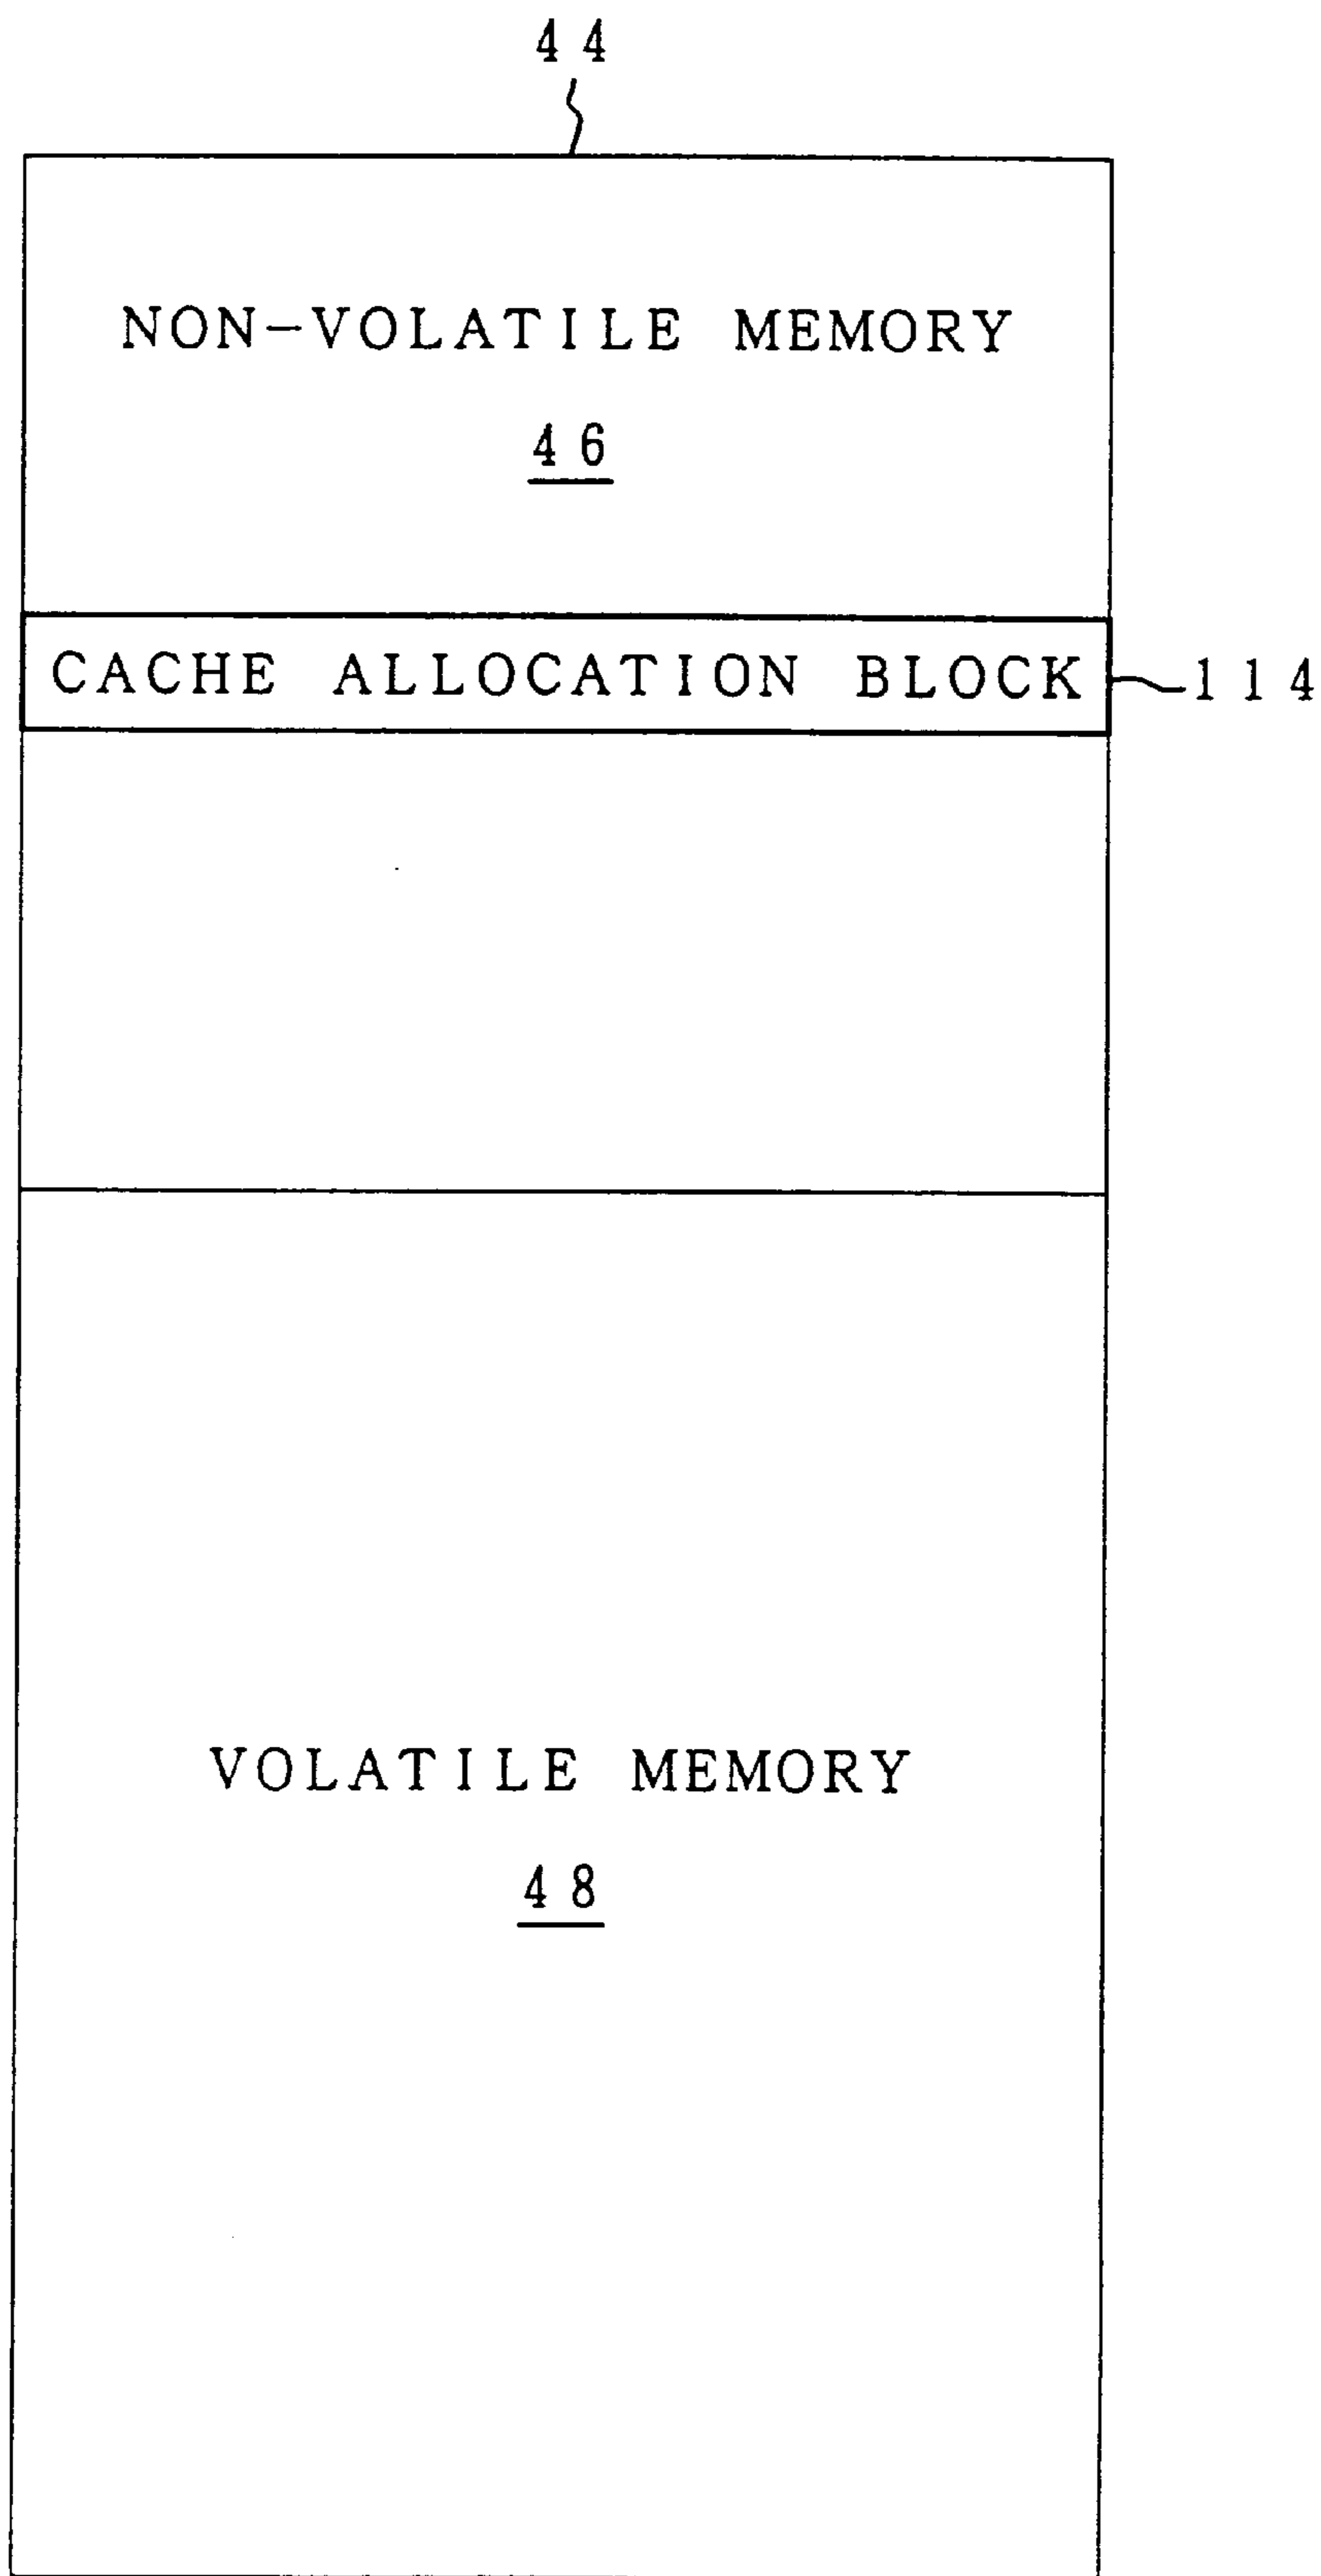 44
NON-VOLATILE MEMORY
46
CACHE ALLOCATION BLOCK
114
VOLATILE MEMORY
48